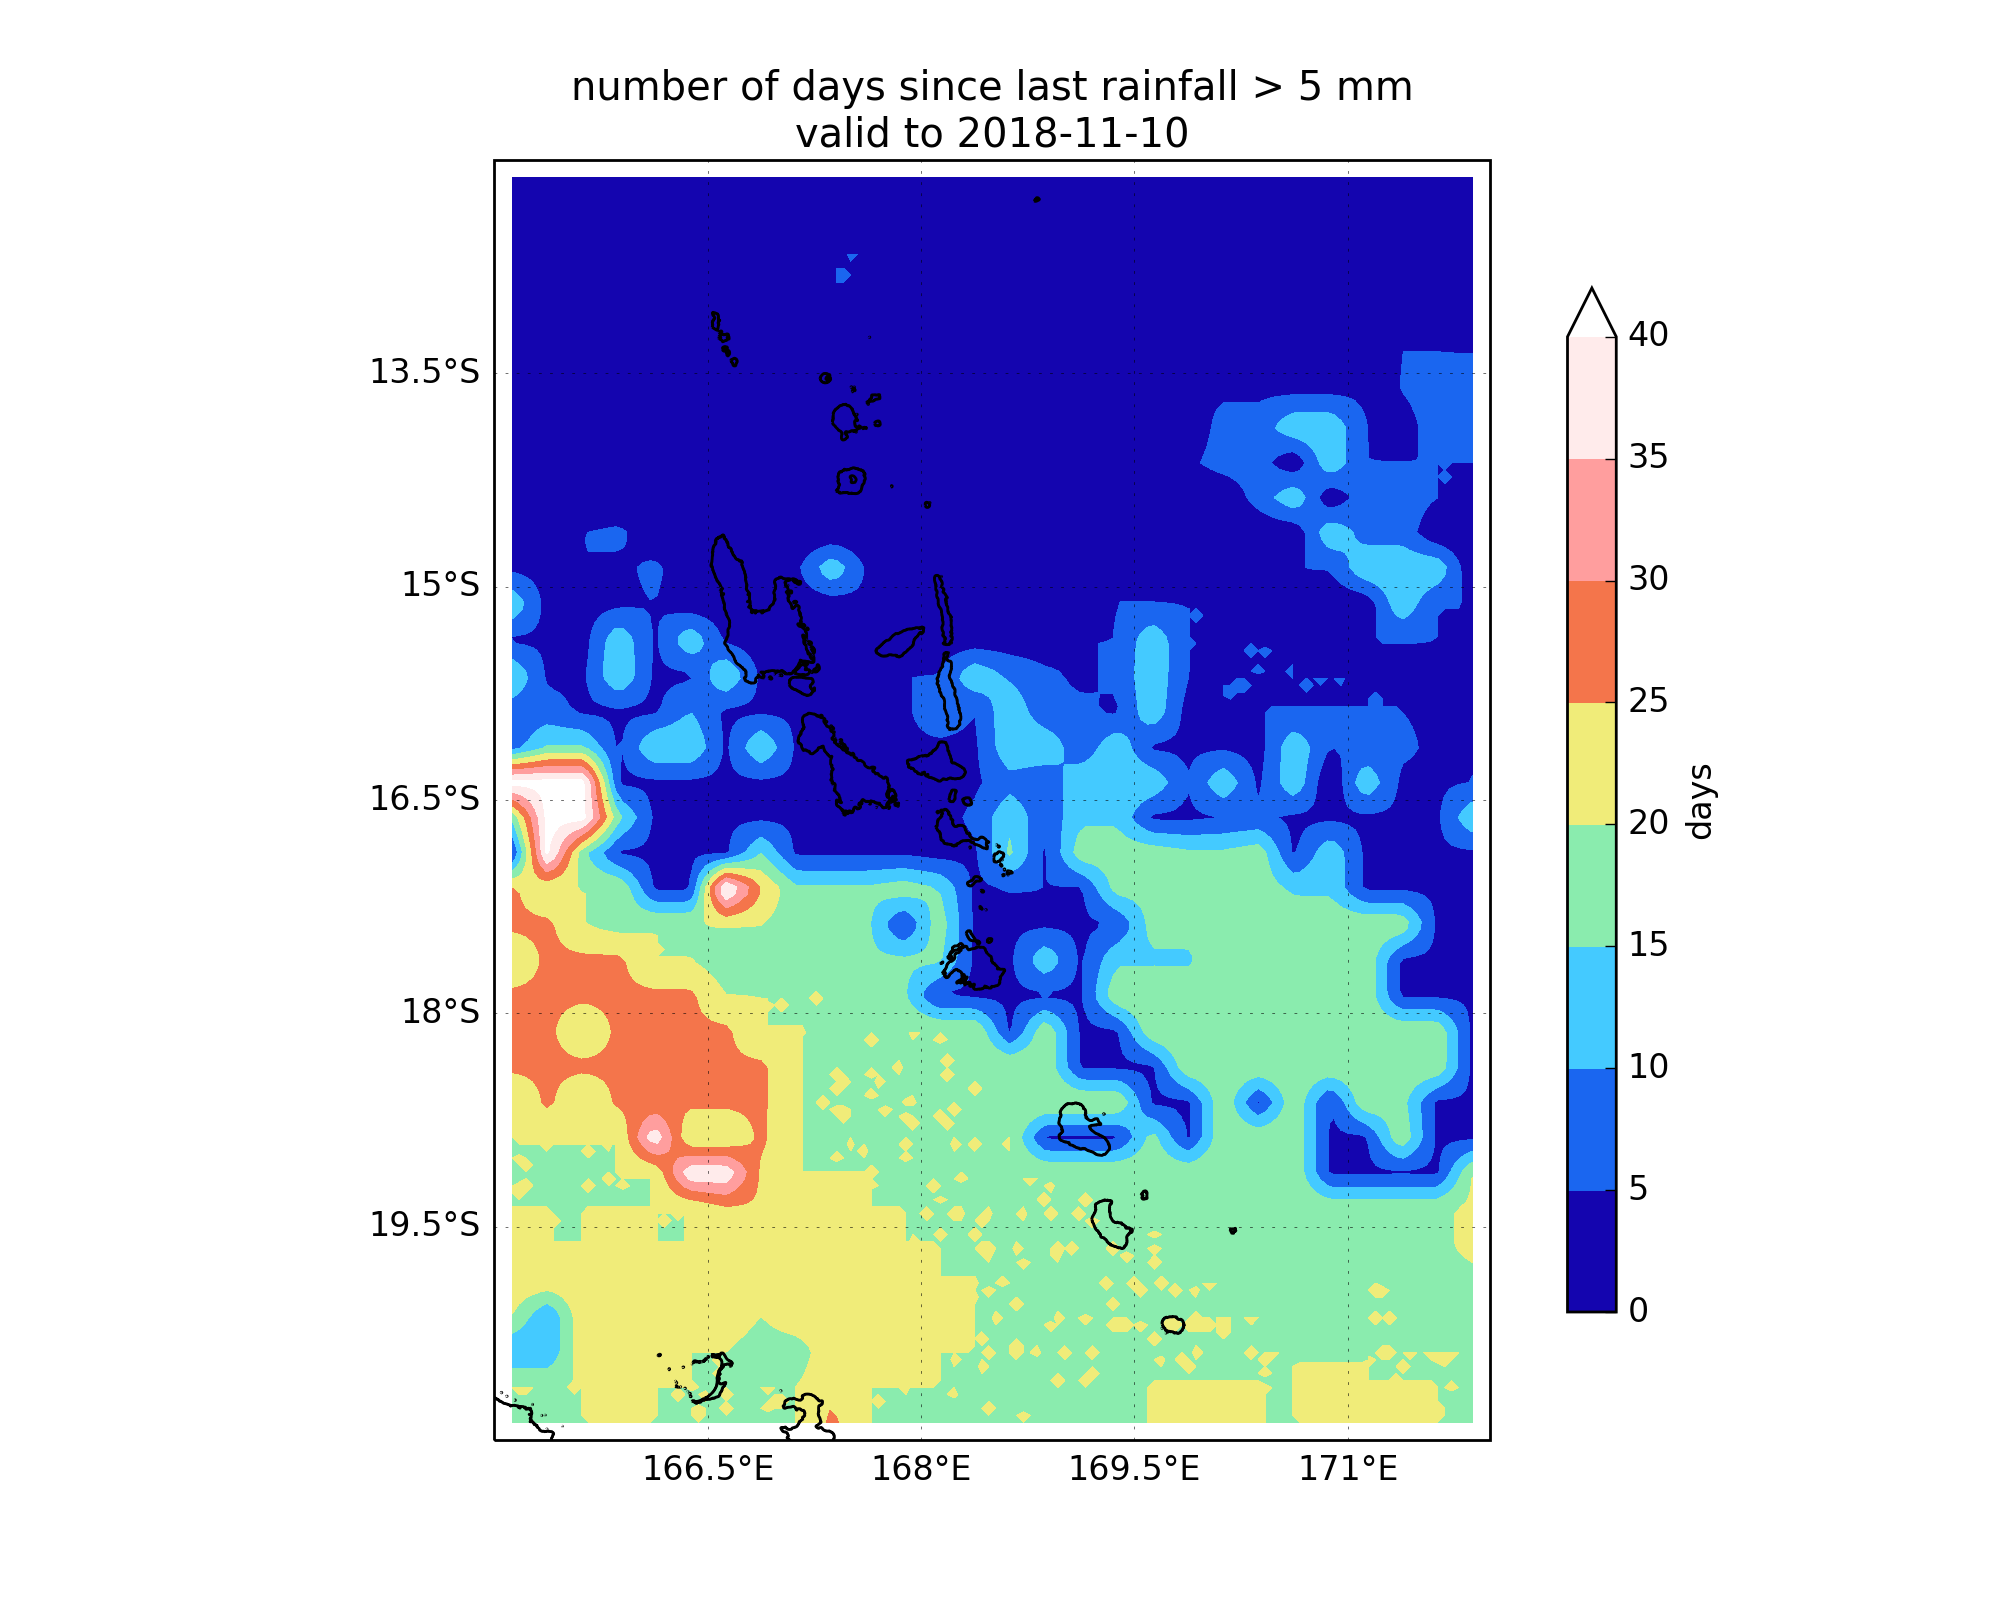 number of days since last rainfall > 5 mm
valid to 2018-11-10
13.5°S
15°S
16.5°S
18°S
19.5°S
166.5°E
168°E
169.5°E
171°E
40
35
30
25
20
15
10
5
0
days